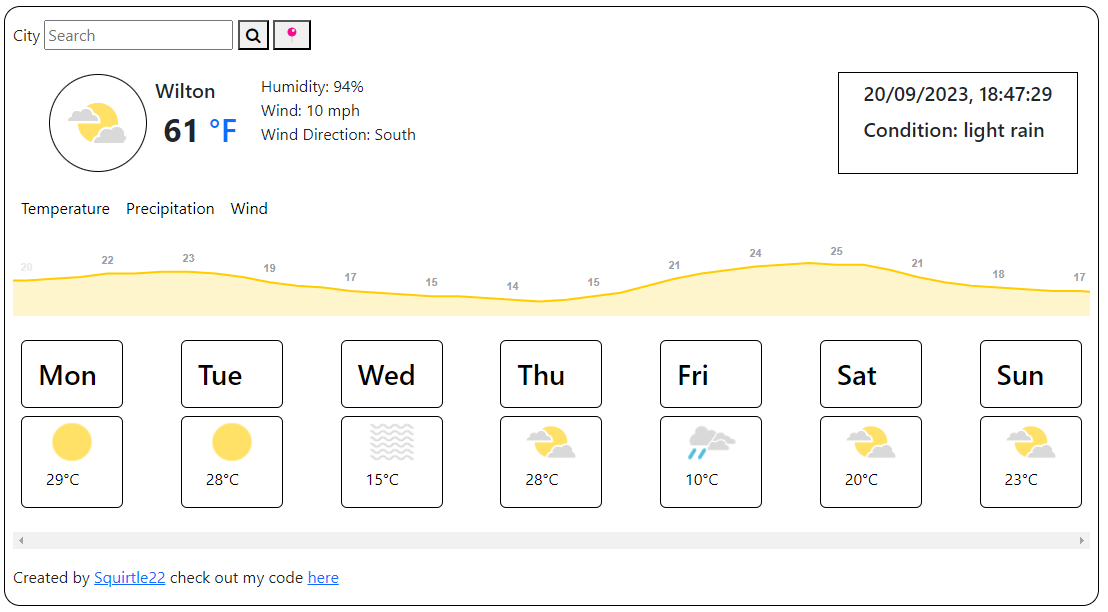 City Search
Wilton
61 °F
Humidity: 94%
Wind: 10 mph
Wind Direction: South
20/09/2023, 18:47:29
Condition: light rain
Temperature Precipitation Wind
20 22 23 19 17 15 14 15 21 24 25 21 18 17
Mon Tue Wed Thu Fri Sat Sun
29°C 28°C 15°C 28°C 10°C 20°C 23°C
Created by Squirtle22 check out my code here